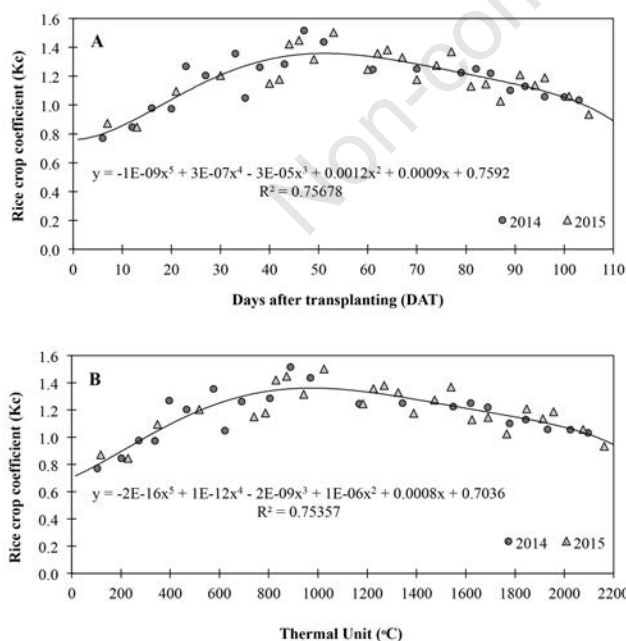 Non-com
A
Rice crop coefficient (Kc)
1.6
1.4
1.2
1.0
0.8
0.6
0.4
0.2
0.0
y = -1E-09x⁵ + 3E-07x⁴ - 3E-05x³ + 0.0012x² + 0.0009x + 0.7592
R² = 0.75678
2014 2015
0 10 20 30 40 50 60 70 80 90 100 110
Days after transplanting (DAT)
B
Rice crop coefficient (Kc)
1.6
1.4
1.2
1.0
0.8
0.6
0.4
0.2
0.0
y = -2E-16x⁵ + 1E-12x⁴ - 2E-09x³ + 1E-06x² + 0.0008x + 0.7036
R² = 0.75357
2014 2015
0 200 400 600 800 1000 1200 1400 1600 1800 2000 2200
Thermal Unit (ᵒC)